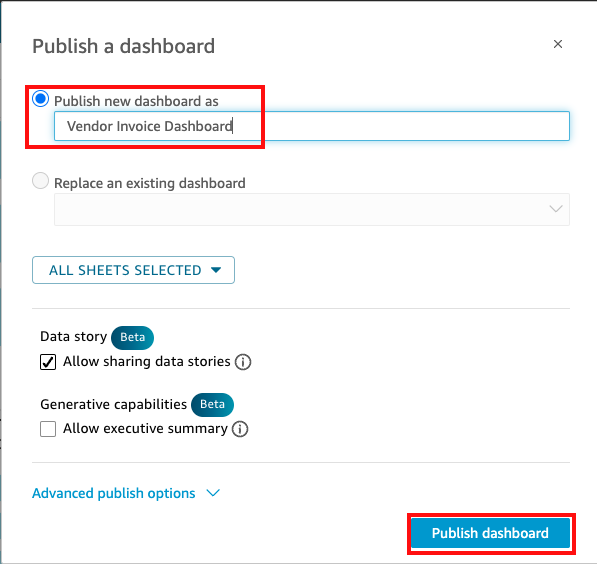 Publish a dashboard
Publish new dashboard as
Vendor Invoice Dashboard
Replace an existing dashboard
ALL SHEETS SELECTED
Data story Beta
Allow sharing data stories
Generative capabilities Beta
Allow executive summary
Advanced publish options
Publish dashboard